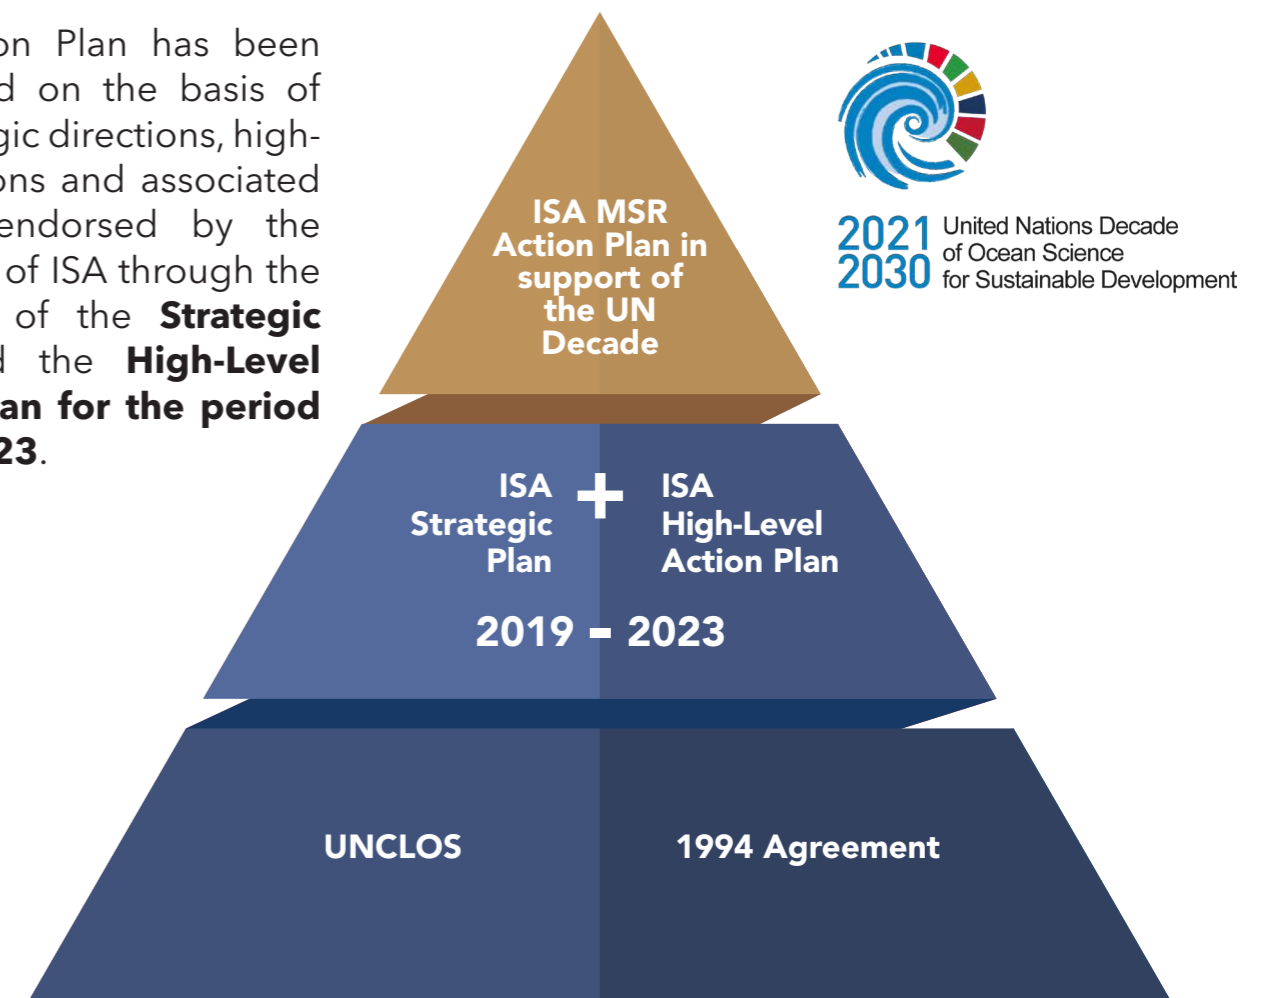 on Plan has been
d on the basis of
gic directions, high-
ons and associated
endorsed by the
of ISA through the
of the Strategic
d the High-Level
an for the period
23.
ISA MSR
Action Plan in
support of
the UN
Decade
2021
2030
United Nations Decade
of Ocean Science
for Sustainable Development
ISA
Strategic
Plan
+
ISA
High-Level
Action Plan
2019 - 2023
UNCLOS
1994 Agreement